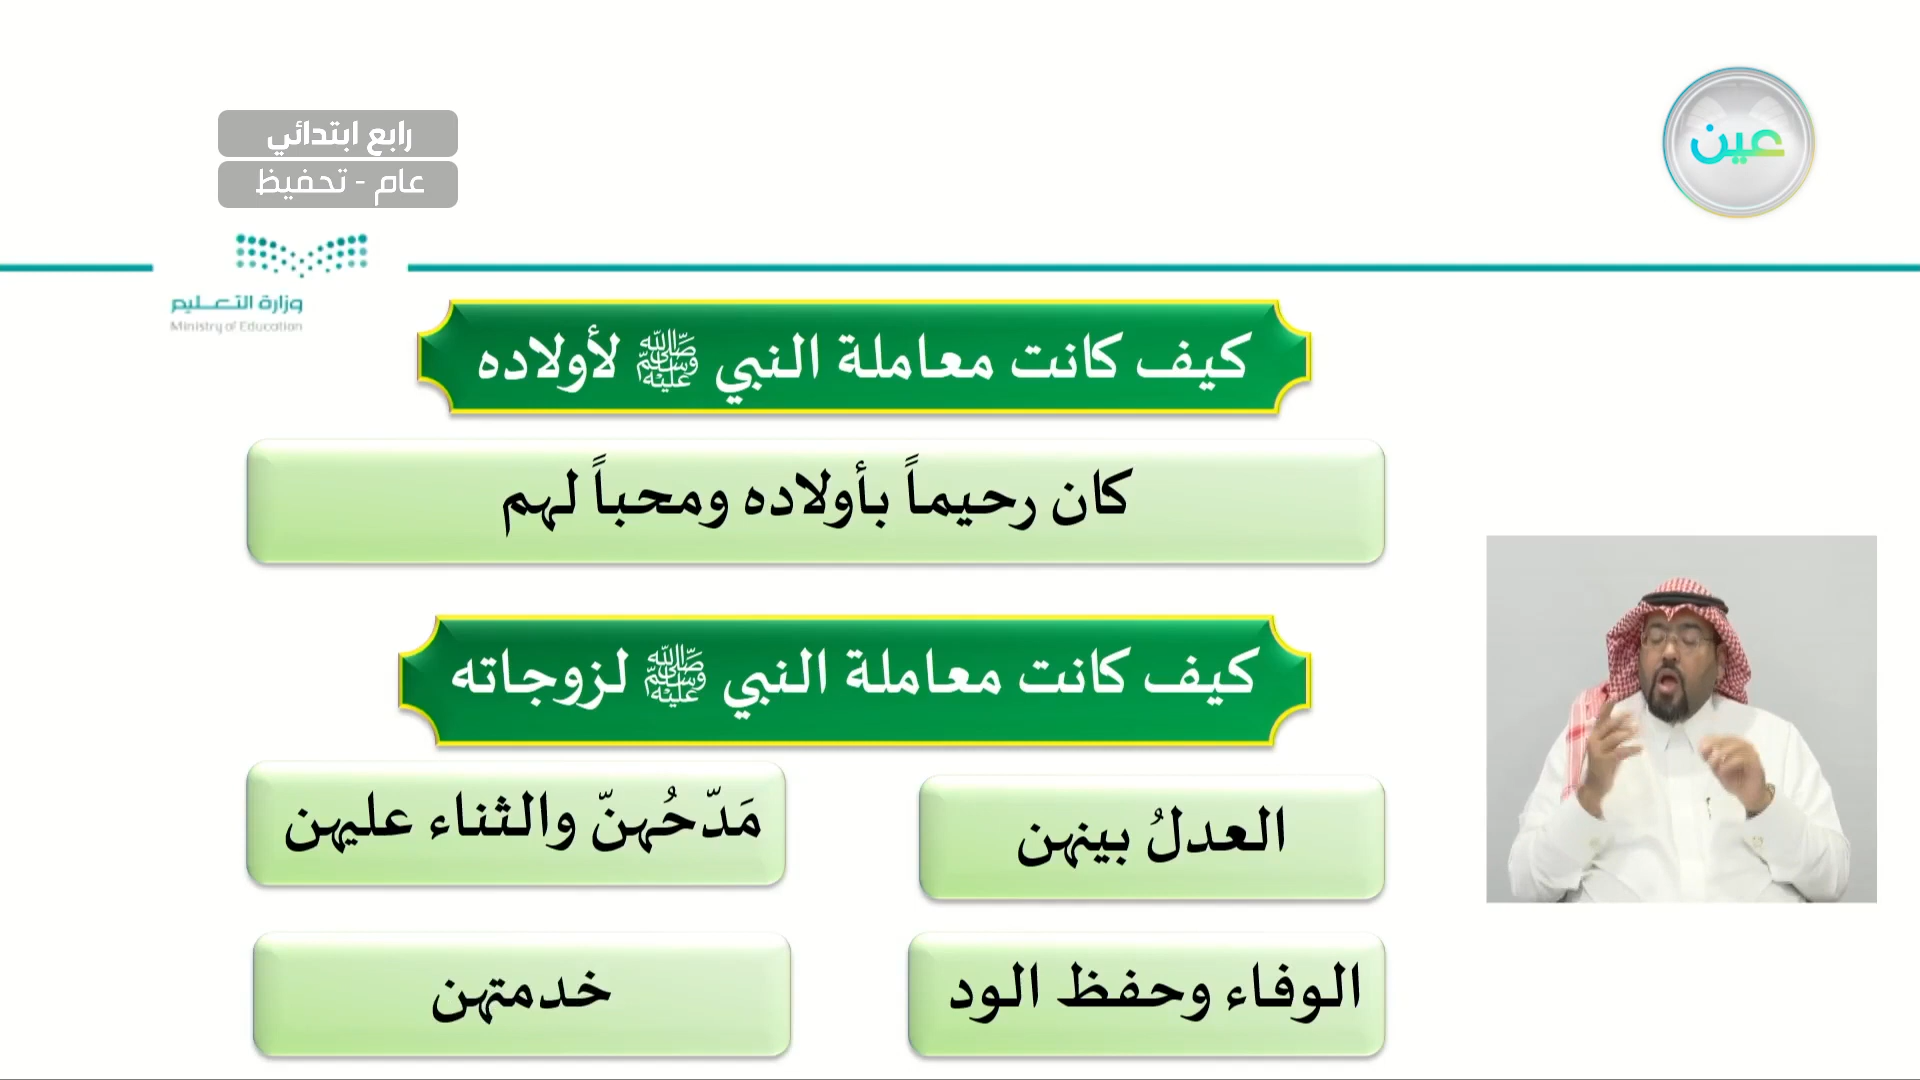 عين
رابع ابتدائي
عام - تحفيظ
وزارة التعليم
Ministry of Education
كيف كانت معاملة النبي ﷺ لأولاده
كان رحيماً بأولاده ومحباً لهم
كيف كانت معاملة النبي ﷺ لزوجاته
العدلُ بينهن
مَدّحُهنّ والثناء عليهن
الوفاء وحفظ الود
خدمتهن